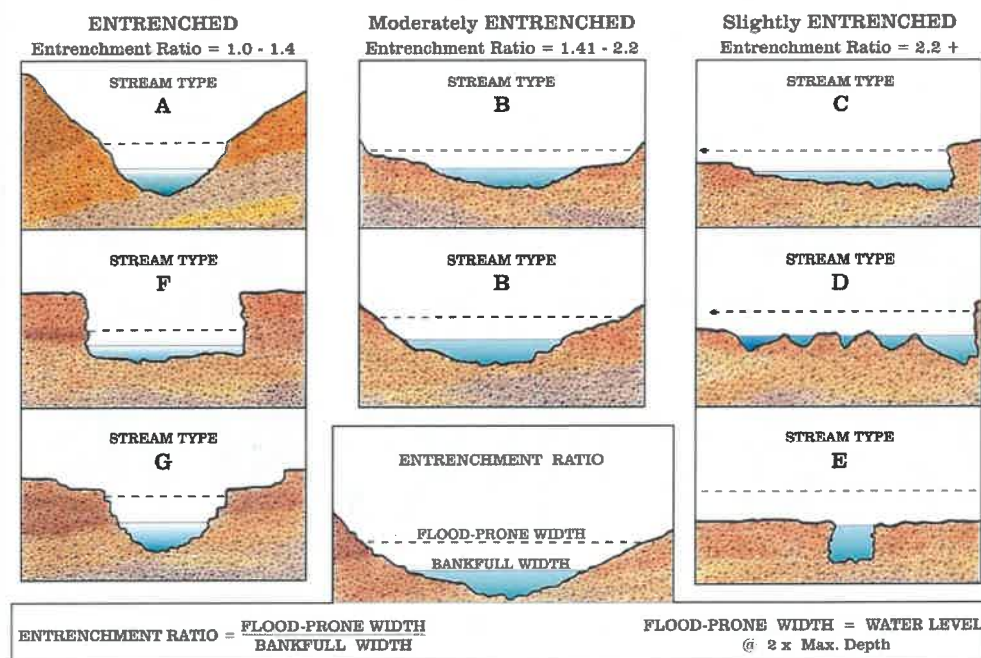 ENTRENCHED
Entrenchment Ratio = 1.0 - 1.4
Moderately ENTRENCHED
Entrenchment Ratio = 1.41 - 2.2
Slightly ENTRENCHED
Entrenchment Ratio = 2.2 +
STREAM TYPE
A
STREAM TYPE
B
STREAM TYPE
C
STREAM TYPE
F
STREAM TYPE
B
STREAM TYPE
D
STREAM TYPE
G
ENTRENCHMENT RATIO
FLOOD-PRONE WIDTH
BANKFULL WIDTH
STREAM TYPE
E
ENTRENCHMENT RATIO = FLOOD-PRONE WIDTH
BANKFULL WIDTH
FLOOD-PRONE WIDTH = WATER LEVEL
@ 2 x Max. Depth